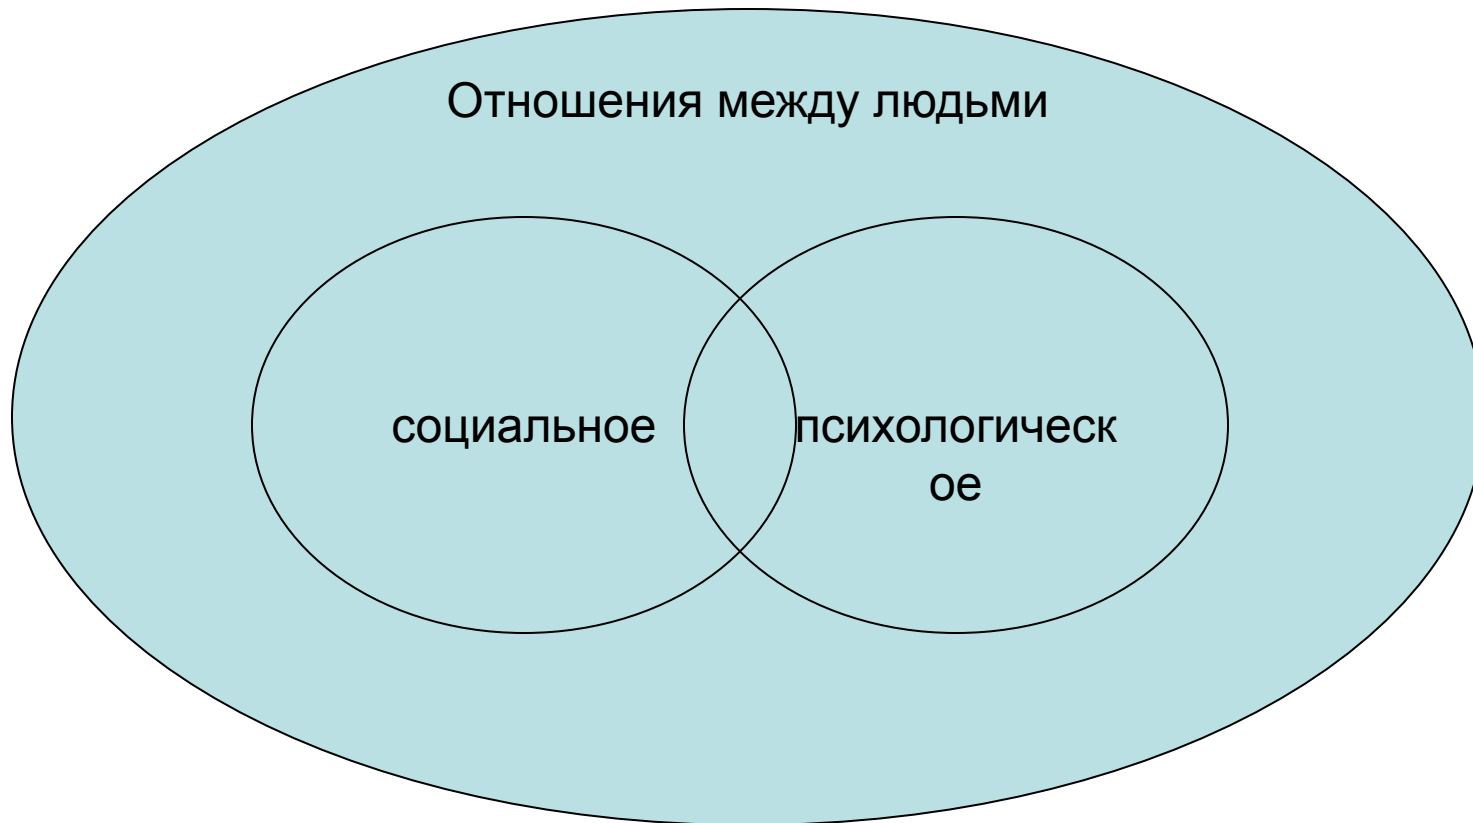 Отношения между людьми
социальное
психологическ
ое